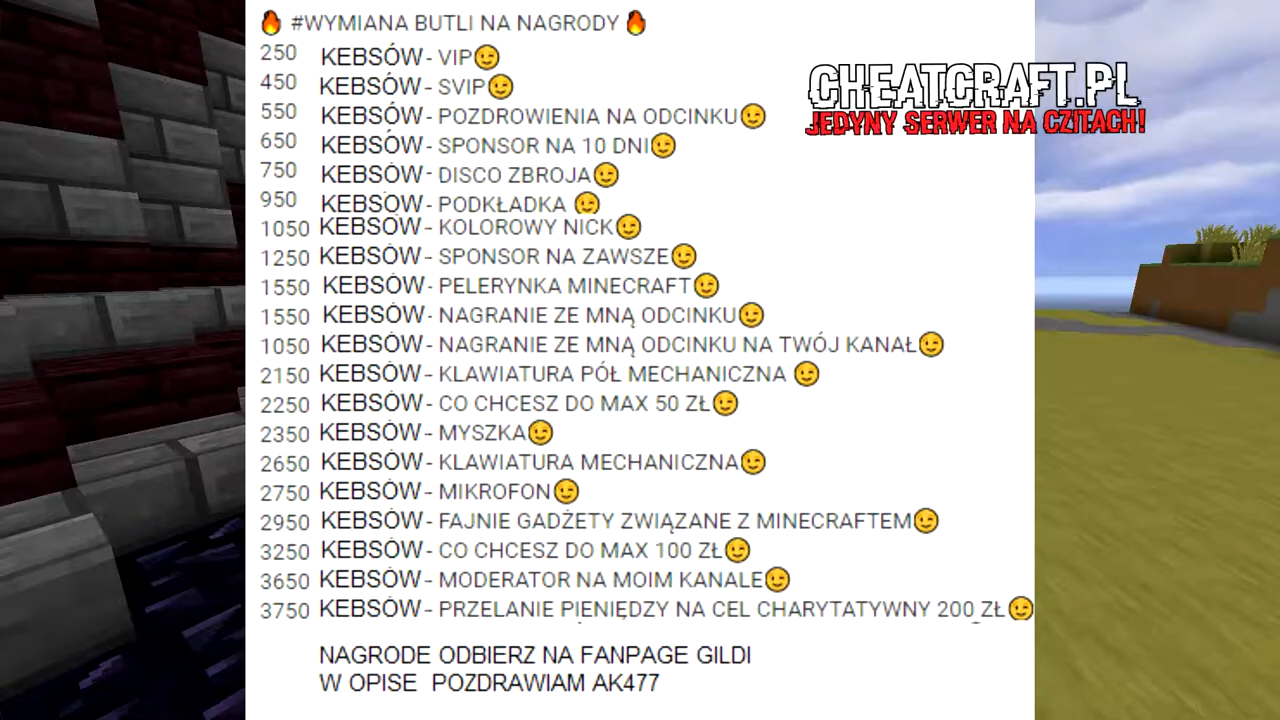 🔥 #WYMIANA BUTLI NA NAGRODY 🔥
250 KEBSÓW - VIP😉
450 KEBSÓW - SVIP😉
550 KEBSÓW - POZDROWIENIA NA ODCINKU😉
650 KEBSÓW - SPONSOR NA 10 DNI😉
750 KEBSÓW - DISCO ZBROJA😉
950 KEBSÓW - PODKŁADKA 😉
1050 KEBSÓW - KOLOROWY NICK😉
1250 KEBSÓW - SPONSOR NA ZAWSZE😉
1550 KEBSÓW - PELERYNKA MINECRAFT😉
1550 KEBSÓW - NAGRANIE ZE MNĄ ODCINKU😉
1050 KEBSÓW - NAGRANIE ZE MNĄ ODCINKU NA TWÓJ KANAŁ😉
2150 KEBSÓW - KLAWIATURA PÓŁ MECHANICZNA 😉
2250 KEBSÓW - CO CHCESZ DO MAX 50 ZŁ😉
2350 KEBSÓW - MYSZKA😉
2650 KEBSÓW - KLAWIATURA MECHANICZNA😉
2750 KEBSÓW - MIKROFON😉
2950 KEBSÓW - FAJNIE GADŻETY ZWIĄZANE Z MINECRAFTEM😉
3250 KEBSÓW - CO CHCESZ DO MAX 100 ZŁ😉
3650 KEBSÓW - MODERATOR NA MOIM KANALE😉
3750 KEBSÓW - PRZELANIE PIENIĘDZY NA CEL CHARYTATYWNY 200 ZŁ😉
NAGRODE ODBIERZ NA FANPAGE GILDI
W OPISE POZDRAWIAM AK477
CHEATCRAFT.PL
JEDYNY SERWER NA CZITACH!